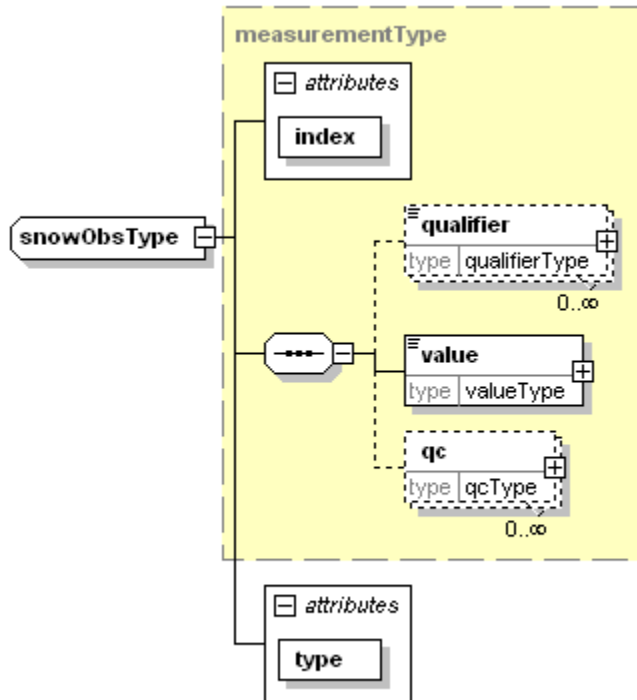 measurementType
attributes
index
snowObsType
qualifier
type qualifierType
0..∞
value
type valueType
qc
type qcType
0..∞
attributes
type